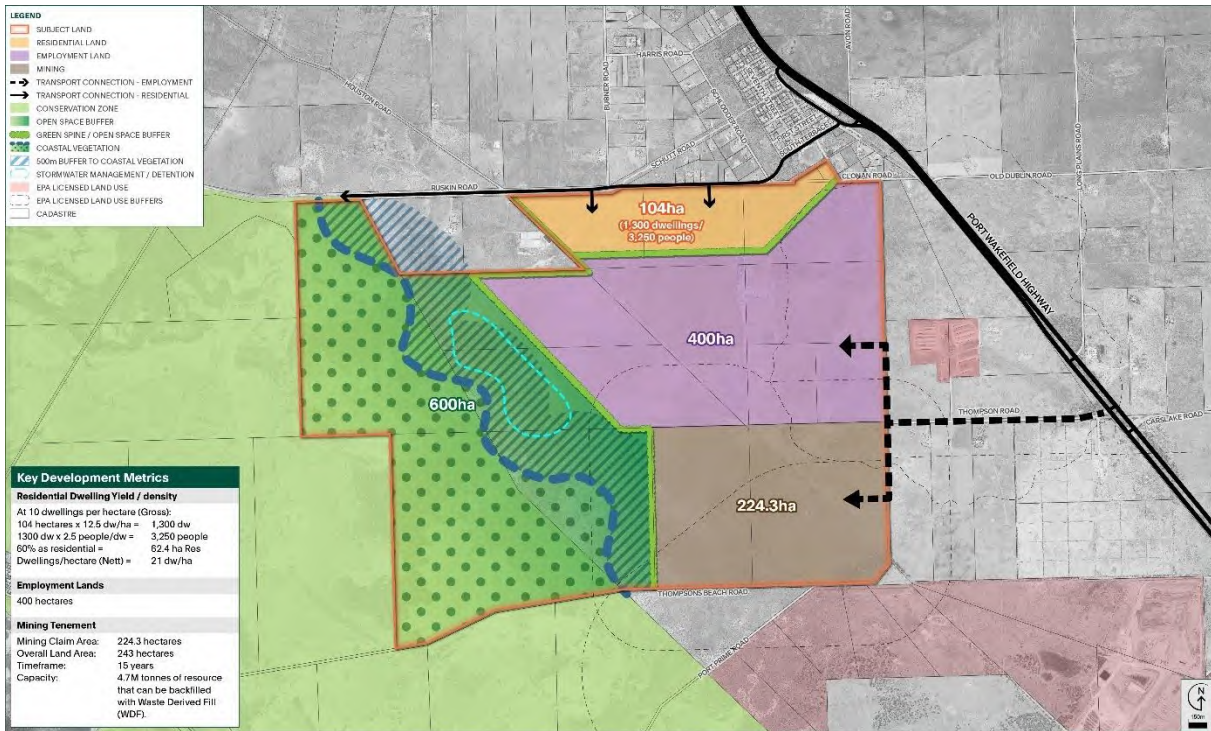 LEGEND
SUBJECT LAND
RESIDENTIAL LAND
EMPLOYMENT LAND
MINING
TRANSPORT CONNECTION - EMPLOYMENT
TRANSPORT CONNECTION - RESIDENTIAL
CONSERVATION ZONE
OPEN SPACE BUFFER
GREEN SPINE / OPEN SPACE BUFFER
COASTAL VEGETATION
500m BUFFER TO COASTAL VEGETATION
STORMWATER MANAGEMENT / DETENTION
EPA LICENSED LAND USE
EPA LICENSED LAND USE BUFFERS
CADASTRE
HOUSTON ROAD
HARRIS ROAD
AVON ROAD
SCHUTT ROAD
SOUTH TERRACE
RUSKIN ROAD
CLONAN ROAD
OLD DUBLIN ROAD
LONG PLAINS ROAD
PORT WAKEFIELD HIGHWAY
104ha
(1,300 dwellings/
3,250 people)
400ha
600ha
THOMPSON ROAD
CARSLAKE ROAD
224.3ha
THOMPSONS BEACH ROAD
PORT PRIME ROAD
Key Development Metrics
Residential Dwelling Yield / density
At 10 dwellings per hectare (Gross):
104 hectares x 12.5 dw/ha = 1,300 dw
1300 dw x 2.5 people/dw = 3,250 people
60% as residential = 62.4 ha Res
Dwellings/hectare (Nett) = 21 dw/ha
Employment Lands
400 hectares
Mining Tenement
Mining Claim Area: 224.3 hectares
Overall Land Area: 243 hectares
Timeframe: 15 years
Capacity: 4.7M tonnes of resource
that can be backfilled
with Waste Derived Fill
(WDF).
N
150m